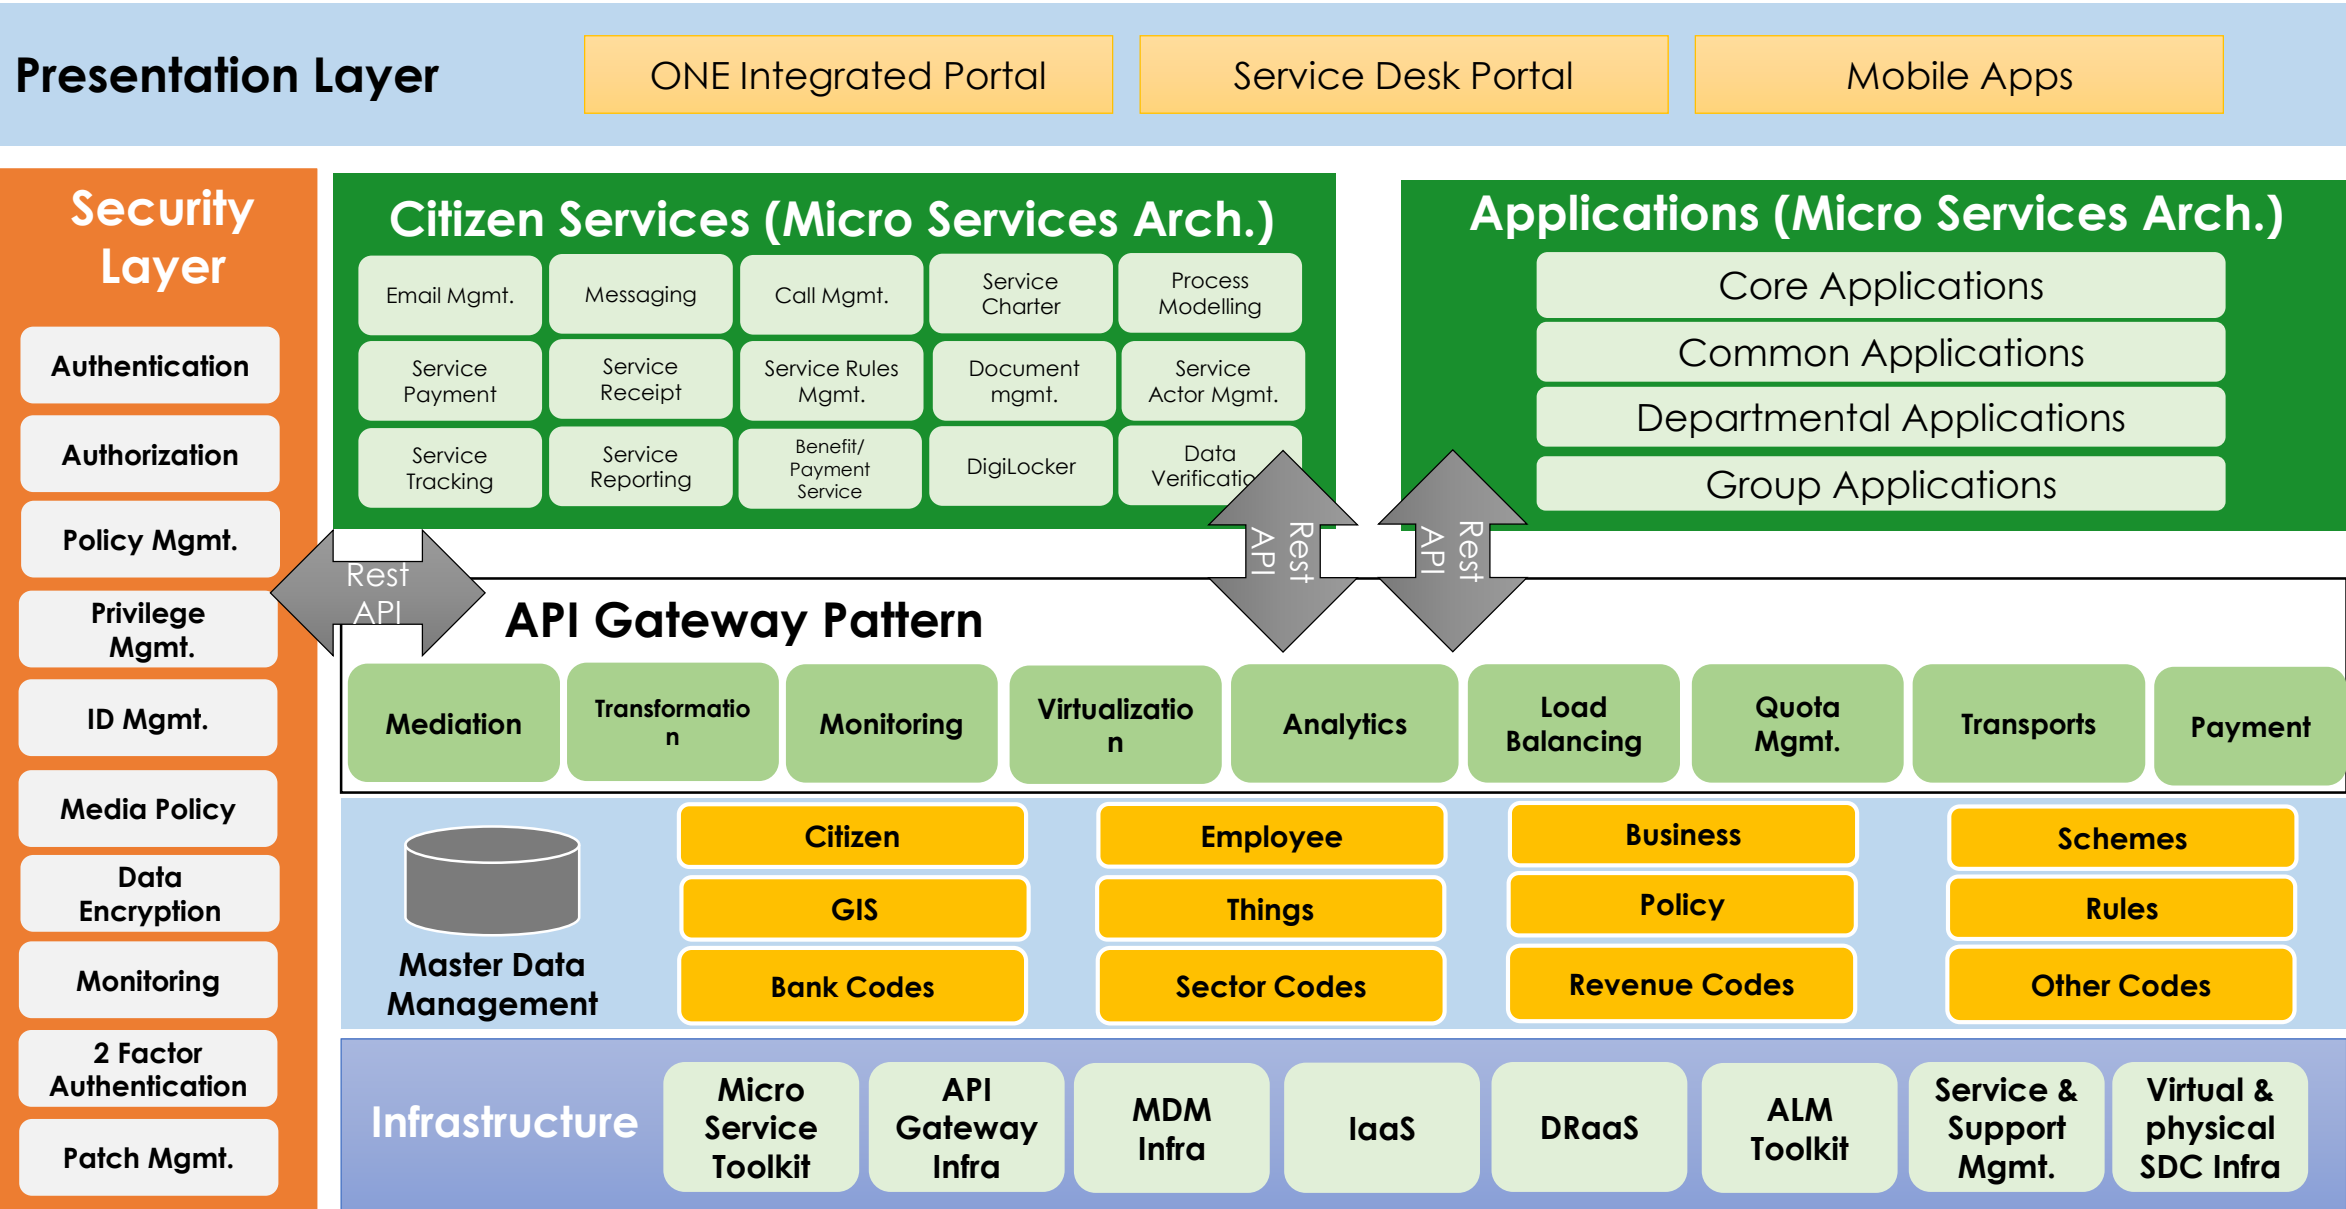 Presentation Layer
ONE Integrated Portal
Service Desk Portal
Mobile Apps
Security
Layer
Authentication
Authorization
Policy Mgmt.
Privilege
Mgmt.
ID Mgmt.
Media Policy
Data
Encryption
Monitoring
2 Factor
Authentication
Patch Mgmt.
Citizen Services (Micro Services Arch.)
Email Mgmt.
Messaging
Call Mgmt.
Service
Charter
Process
Modelling
Service
Payment
Service
Receipt
Service Rules
Mgmt.
Document
mgmt.
Service
Actor Mgmt.
Service
Tracking
Service
Reporting
Benefit/
Payment
Service
DigiLocker
Data
Verification
Applications (Micro Services Arch.)
Core Applications
Common Applications
Departmental Applications
Group Applications
Rest
API
Rest
API
Rest
API
API Gateway Pattern
Mediation
Transformatio
n
Monitoring
Virtualizatio
n
Analytics
Load
Balancing
Quota
Mgmt.
Transports
Payment
Master Data
Management
Citizen
Employee
Business
Schemes
GIS
Things
Policy
Rules
Bank Codes
Sector Codes
Revenue Codes
Other Codes
Infrastructure
Micro
Service
Toolkit
API
Gateway
Infra
MDM
Infra
IaaS
DRaaS
ALM
Toolkit
Service &
Support
Mgmt.
Virtual &
physical
SDC Infra